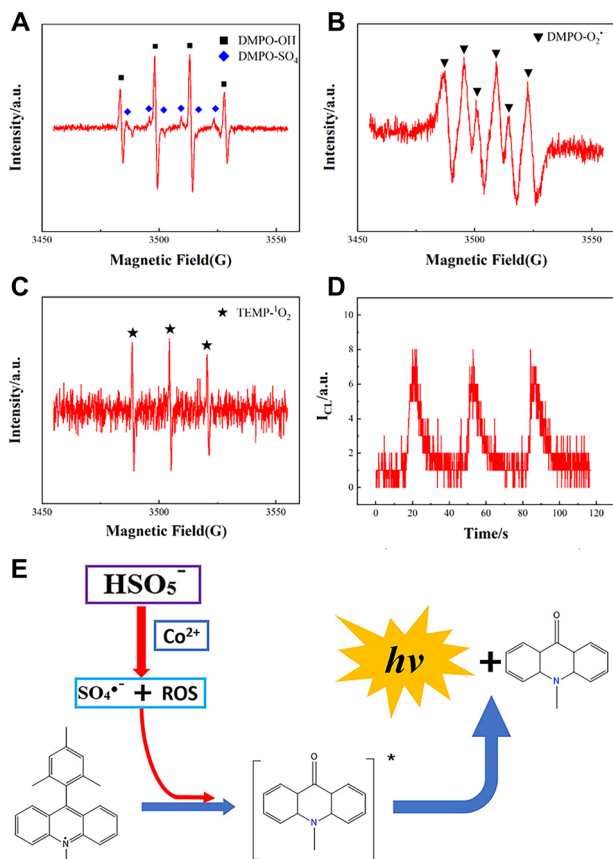 A
■ DMPO-OH
◆ DMPO-SO₄
Intensity/a.u.
3450 3500 3550
Magnetic Field(G)
B
▼ DMPO-O₂•⁻
Intensity/a.u.
3450 3500 3550
Magnetic Field(G)
C
★ TEMP-¹O₂
Intensity/a.u.
3450 3500 3550
Magnetic Field(G)
D
I_CL/a.u.
10
8
6
4
2
0
0 20 40 60 80 100 120
Time/s
E
HSO₅⁻
Co²⁺
SO₄•⁻ + ROS
hv + O
N
N⁺
O
N
*